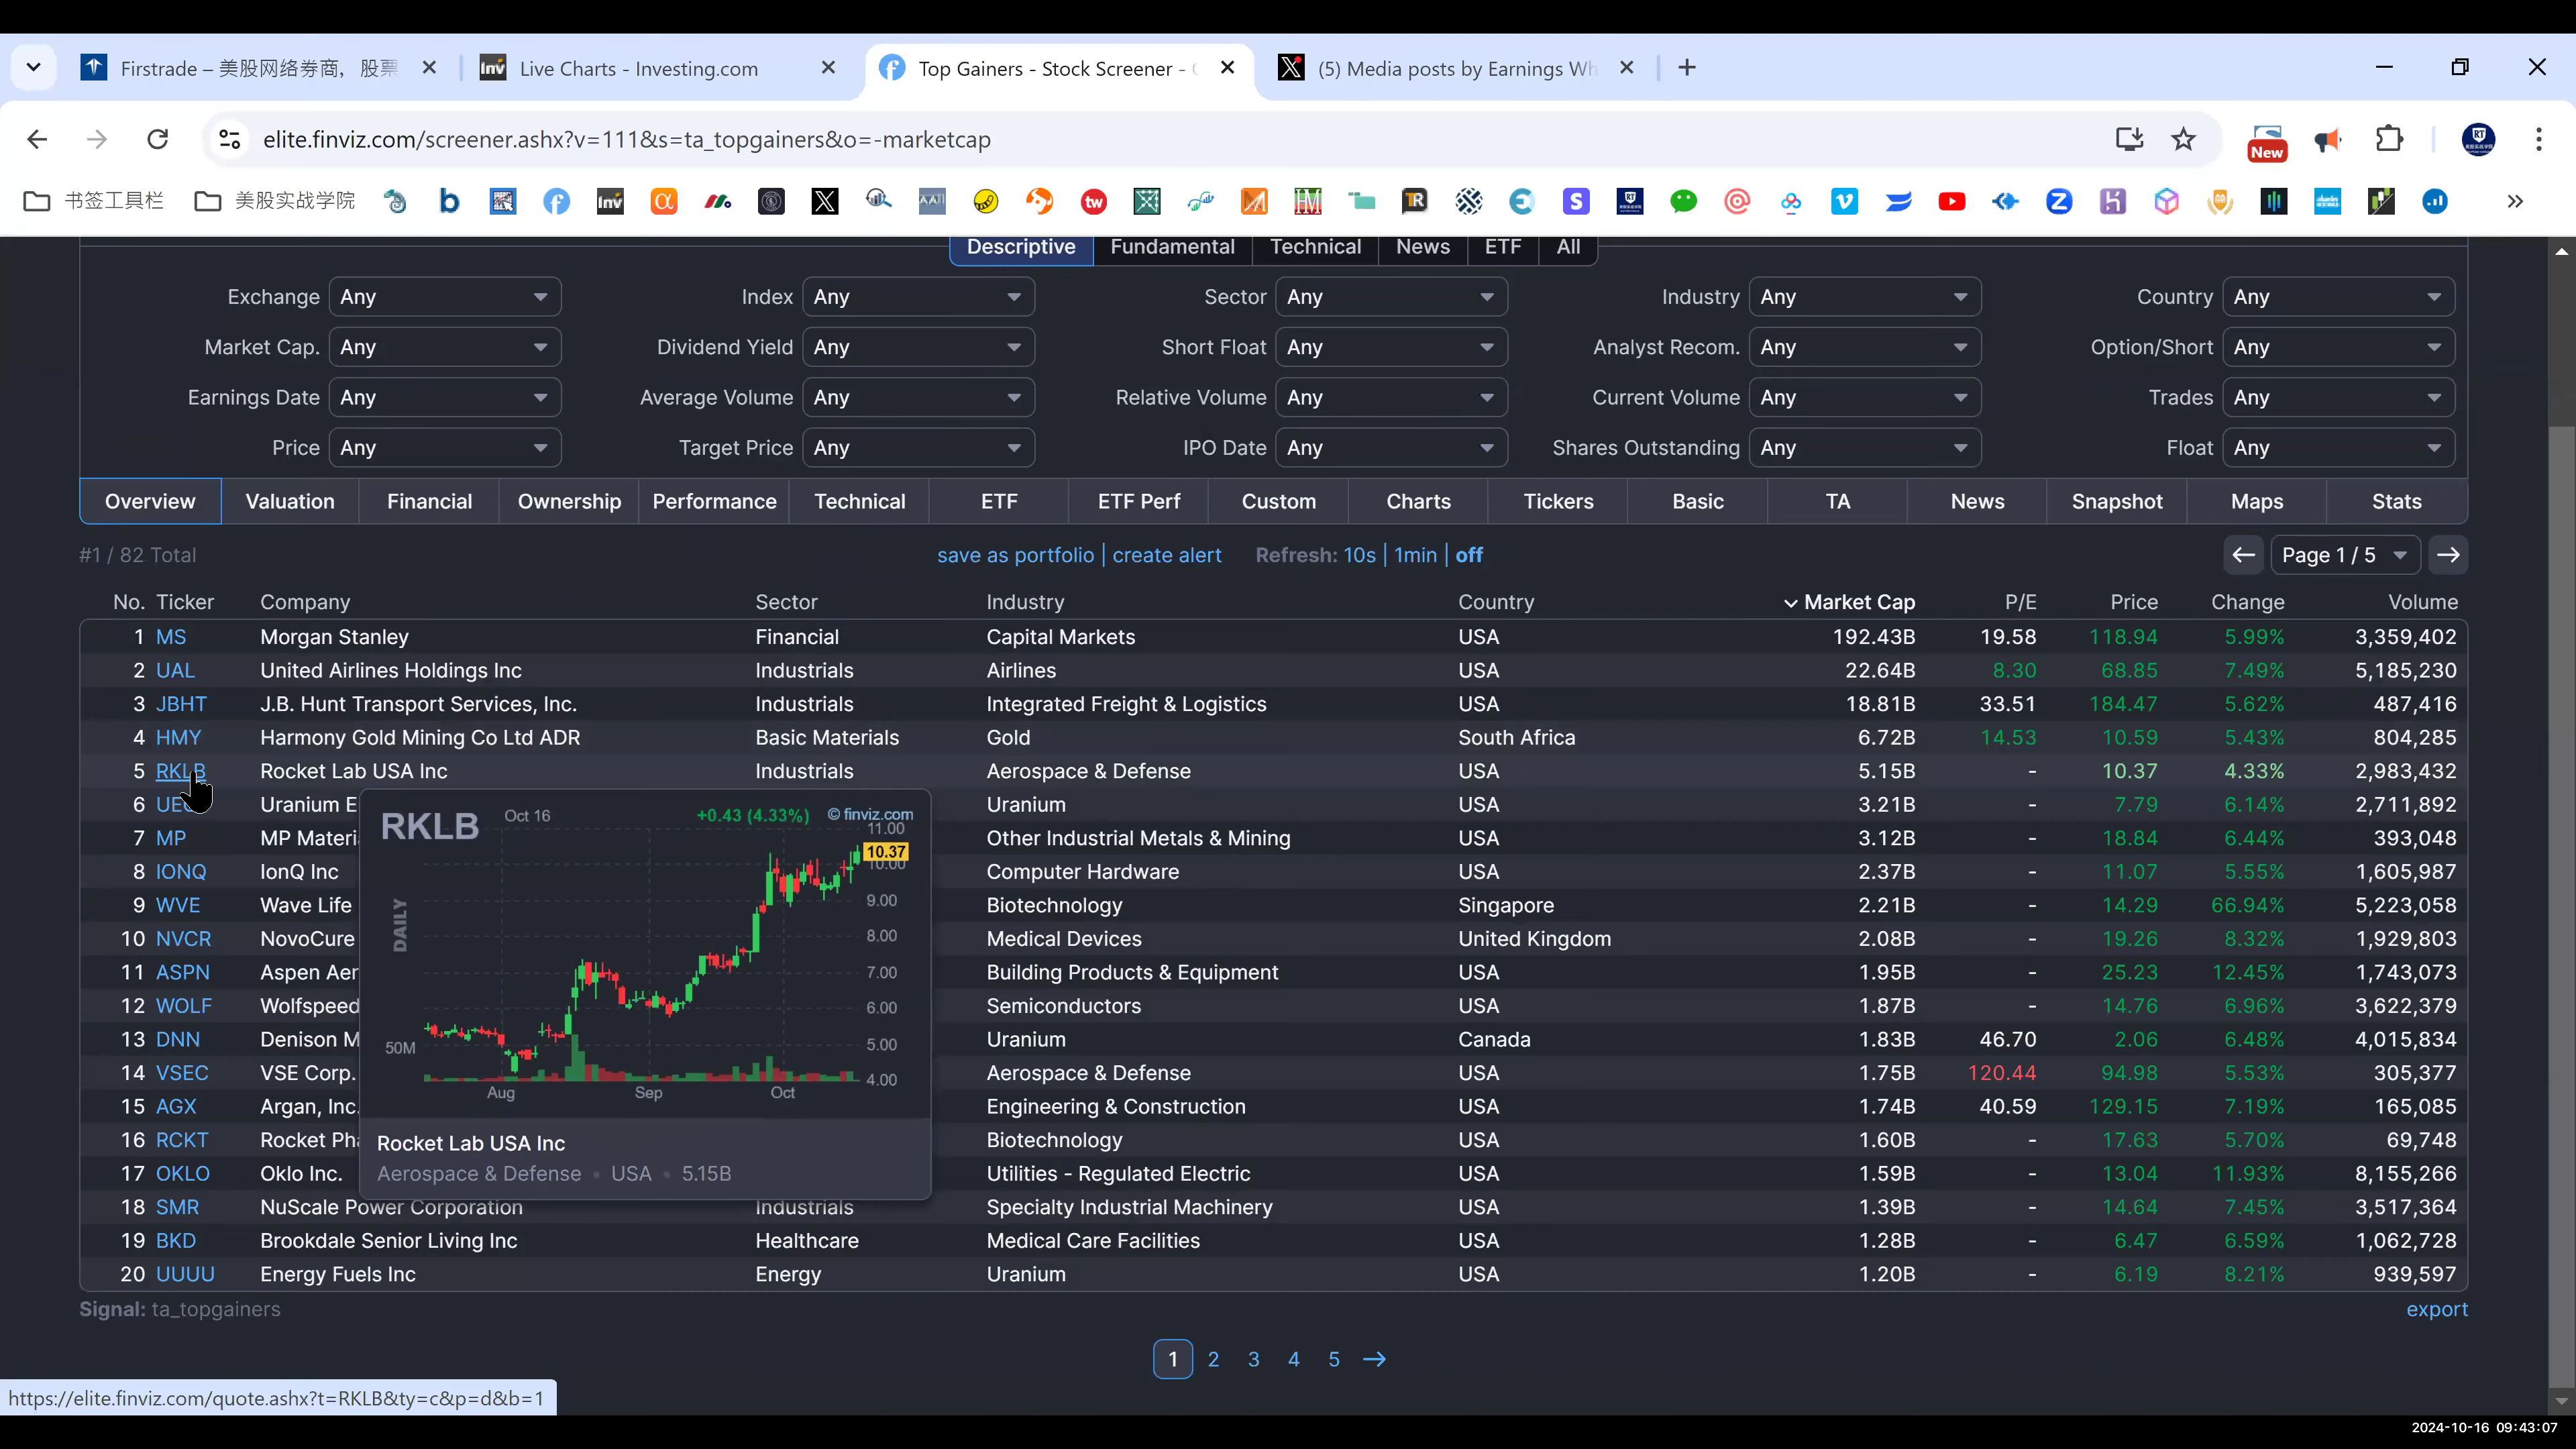 Firstrade – 美股网络券商, 股票
Live Charts - Investing.com
Top Gainers - Stock Screener -
(5) Media posts by Earnings Wh
elite.finviz.com/screener.ashx?v=111&s=ta_topgainers&o=-marketcap
New
书签工具栏 美股实战学院
Descriptive Fundamental Technical News ETF All
Exchange Any Index Any Sector Any Industry Any Country Any
Market Cap. Any Dividend Yield Any Short Float Any Analyst Recom. Any Option/Short Any
Earnings Date Any Average Volume Any Relative Volume Any Current Volume Any Trades Any
Price Any Target Price Any IPO Date Any Shares Outstanding Any Float Any
Overview Valuation Financial Ownership Performance Technical ETF ETF Perf Custom Charts Tickers Basic TA News Snapshot Maps Stats
#1 / 82 Total save as portfolio | create alert Refresh: 10s | 1min | off Page 1 / 5
No. Ticker Company Sector Industry Country Market Cap P/E Price Change Volume
1 MS Morgan Stanley Financial Capital Markets USA 192.43B 19.58 118.94 5.99% 3,359,402
2 UAL United Airlines Holdings Inc Industrials Airlines USA 22.64B 8.30 68.85 7.49% 5,185,230
3 JBHT J.B. Hunt Transport Services, Inc. Industrials Integrated Freight & Logistics USA 18.81B 33.51 184.47 5.62% 487,416
4 HMY Harmony Gold Mining Co Ltd ADR Basic Materials Gold South Africa 6.72B 14.53 10.59 5.43% 804,285
5 RKLB Rocket Lab USA Inc Industrials Aerospace & Defense USA 5.15B - 10.37 4.33% 2,983,432
6 Uranium E Uranium USA 3.21B - 7.79 6.14% 2,711,892
7 MP MP Materi Other Industrial Metals & Mining USA 3.12B - 18.84 6.44% 393,048
8 IONQ IonQ Inc Computer Hardware USA 2.37B - 11.07 5.55% 1,605,987
9 WVE Wave Life Biotechnology Singapore 2.21B - 14.29 66.94% 5,223,058
10 NVCR NovoCure Medical Devices United Kingdom 2.08B - 19.26 8.32% 1,929,803
11 ASPN Aspen Aer Building Products & Equipment USA 1.95B - 25.23 12.45% 1,743,073
12 WOLF Wolfspeed Semiconductors USA 1.87B - 14.76 6.96% 3,622,379
13 DNN Denison M Uranium Canada 1.83B 46.70 2.06 6.48% 4,015,834
14 VSEC VSE Corp. Aerospace & Defense USA 1.75B 120.44 94.98 5.53% 305,377
15 AGX Argan, Inc. Engineering & Construction USA 1.74B 40.59 129.15 7.19% 165,085
16 RCKT Rocket Pha Biotechnology USA 1.60B - 17.63 5.70% 69,748
17 OKLO Oklo Inc. Utilities - Regulated Electric USA 1.59B - 13.04 11.93% 8,155,266
18 SMR NuScale Power Corporation Industrials Specialty Industrial Machinery USA 1.39B - 14.64 7.45% 3,517,364
19 BKD Brookdale Senior Living Inc Healthcare Medical Care Facilities USA 1.28B - 6.47 6.59% 1,062,728
20 UUUU Energy Fuels Inc Energy Uranium USA 1.20B - 6.19 8.21% 939,597
RKLB Oct 16 +0.43 (4.33%) © finviz.com
11.00
10.37
10.00
9.00
DAILY
8.00
7.00
6.00
50M 5.00
4.00
Aug Sep Oct
Rocket Lab USA Inc
Aerospace & Defense • USA • 5.15B
Signal: ta_topgainers export
1 2 3 4 5
https://elite.finviz.com/quote.ashx?t=RKLB&ty=c&p=d&b=1
2024-10-16 09:43:07